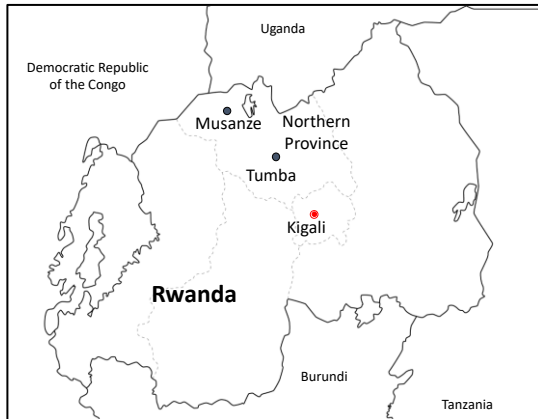 Uganda
Democratic Republic
of the Congo
Musanze
Northern
Province
Tumba
Kigali
Rwanda
Burundi
Tanzania